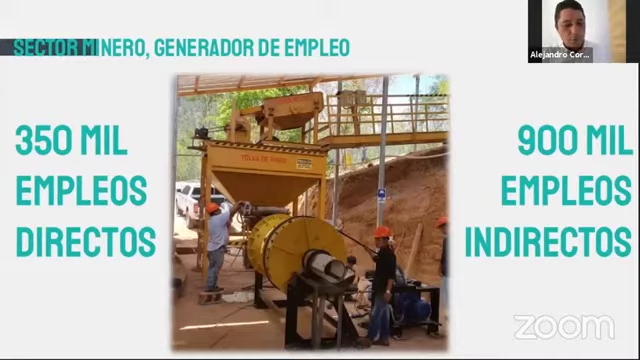 SECTOR MINERO, GENERADOR DE EMPLEO
Alejandro Cor...
350 MIL
EMPLEOS
DIRECTOS
900 MIL
EMPLEOS
INDIRECTOS
zoom